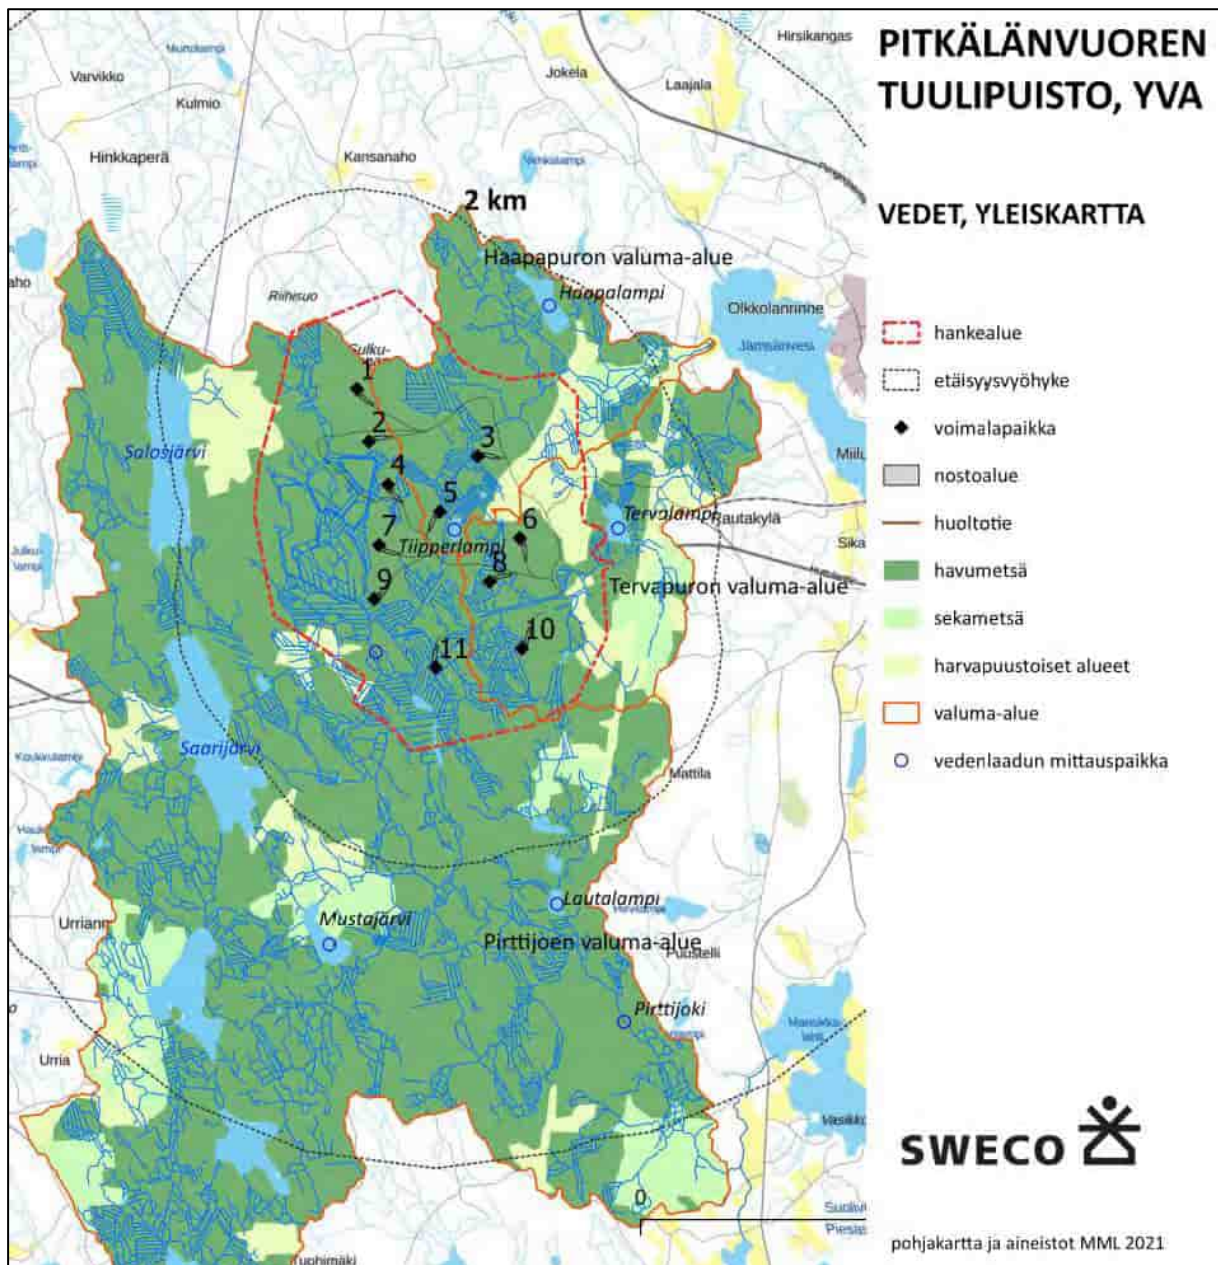 PITKÄLÄNVUOREN
TUULIPUISTO, YVA
VEDET, YLEISKARTTA
hankealue
etäisyysvyöhyke
voimalapaikka
nostoalue
huoltotie
havumetsä
sekametsä
harvapuustoiset alueet
valuma-alue
vedenlaadun mittauspaikka
SWECO
pohjakartta ja aineistot MML 2021
Hirsikangas
Varvikko
Jokela
Laajala
Kulmio
Hinkkaperä
Kansanaho
2 km
Haapapuron valuma-alue
Haapalampi
Riihisuo
Olkkolanrinne
Jämsänvesi
1
2
3
4
5
6
7
8
9
10
11
Salosjärvi
Tiipperlampi
Tervalampi
Rautakylä
Tervapuron valuma-alue
Saarijärvi
Mattila
Lautalampi
Mustajärvi
Pirttijoen valuma-alue
Puustelli
Pirttijoki
Urria
0